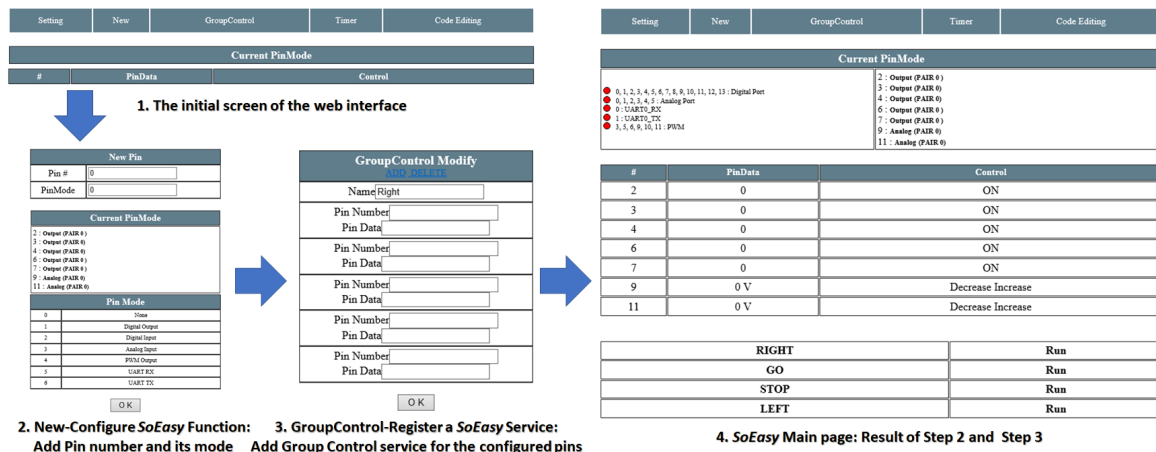 Setting New GroupControl Timer Code Editing
Current PinMode
# PinData Control
1. The initial screen of the web interface
New Pin
Pin # 0
PinMode 0
Current PinMode
2 : Output (PAIR 0 )
3 : Output (PAIR 0)
4 : Output (PAIR 0)
6 : Output (PAIR 0 )
7 : Output (PAIR 0 )
9 : Analog (PAIR 0)
11 : Analog (PAIR 0)
Pin Mode
0 None
1 Digital Output
2 Digital Input
3 Analog Input
4 PWM Output
5 UART RX
6 UART TX
O K
2. New-Configure SoEasy Function:
Add Pin number and its mode
GroupControl Modify
ADD DELETE
Name Right
Pin Number
Pin Data
Pin Number
Pin Data
Pin Number
Pin Data
Pin Number
Pin Data
Pin Number
Pin Data
O K
3. GroupControl-Register a SoEasy Service:
Add Group Control service for the configured pins
Setting New GroupControl Timer Code Editing
Current PinMode
0, 1, 2, 3, 4, 5, 6, 7, 8, 9, 10, 11, 12, 13 : Digital Port
0, 1, 2, 3, 4, 5 : Analog Port
0 : UART0_RX
1 : UART0_TX
3, 5, 6, 9, 10, 11 : PWM
2 : Output (PAIR 0 )
3 : Output (PAIR 0)
4 : Output (PAIR 0)
6 : Output (PAIR 0 )
7 : Output (PAIR 0 )
9 : Analog (PAIR 0)
11 : Analog (PAIR 0)
# PinData Control
2 0 ON
3 0 ON
4 0 ON
6 0 ON
7 0 ON
9 0 V Decrease Increase
11 0 V Decrease Increase
RIGHT Run
GO Run
STOP Run
LEFT Run
4. SoEasy Main page: Result of Step 2 and Step 3